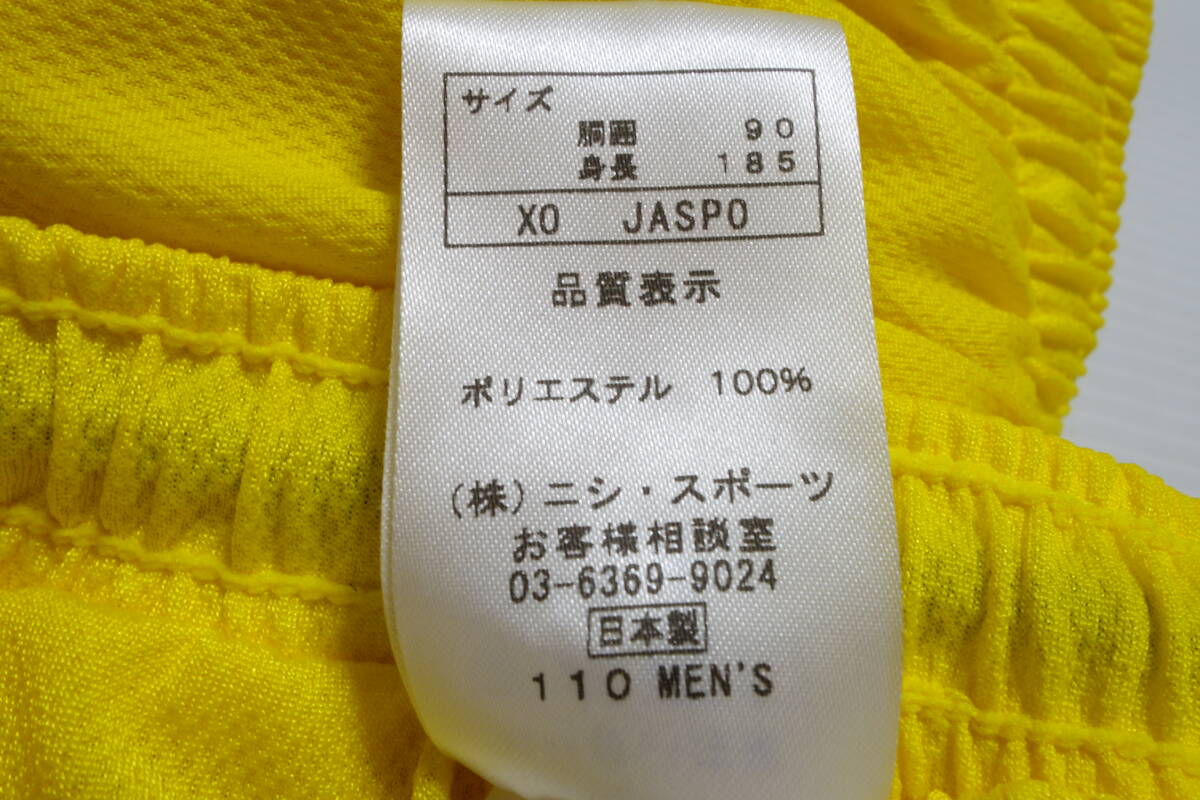 サイズ
胴囲 90
身長 185
XO JASPO
品質表示
ポリエステル 100%
(株)ニシ・スポーツ
お客様相談室
03-6369-9024
日本製
110 MEN'S